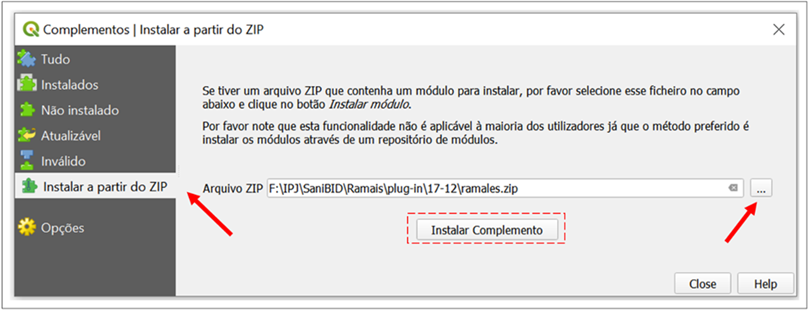 Complementos | Instalar a partir do ZIP
Tudo
Instalados
Não instalado
Atualizável
Inválido
Instalar a partir do ZIP
Opções
Se tiver um arquivo ZIP que contenha um módulo para instalar, por favor selecione esse ficheiro no campo
abaixo e clique no botão Instalar módulo.
Por favor note que esta funcionalidade não é aplicável à maioria dos utilizadores já que o método preferido é
instalar os módulos através de um repositório de módulos.
Arquivo ZIP F:\IPJ\SaniBID\Ramais\plug-in\17-12\ramales.zip ...
Instalar Complemento
Close Help